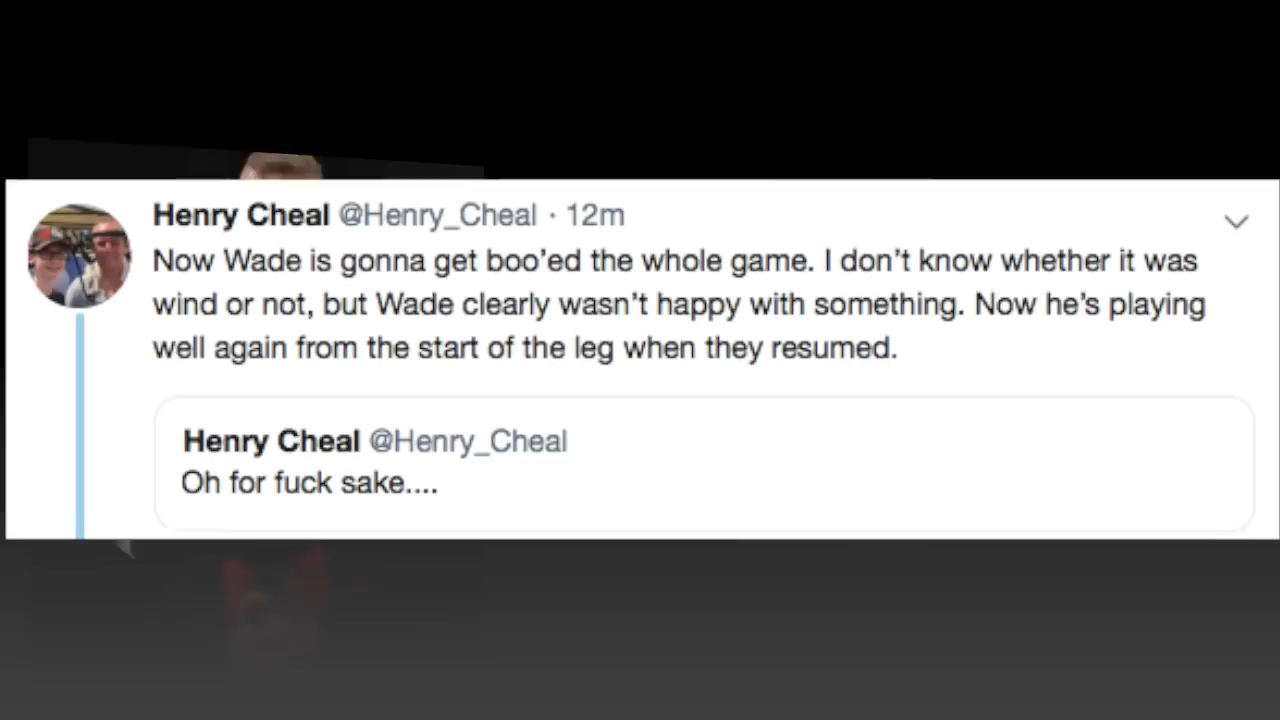 Henry Cheal @Henry_Cheal · 12m
Now Wade is gonna get boo’ed the whole game. I don’t know whether it was
wind or not, but Wade clearly wasn’t happy with something. Now he’s playing
well again from the start of the leg when they resumed.
Henry Cheal @Henry_Cheal
Oh for fuck sake....